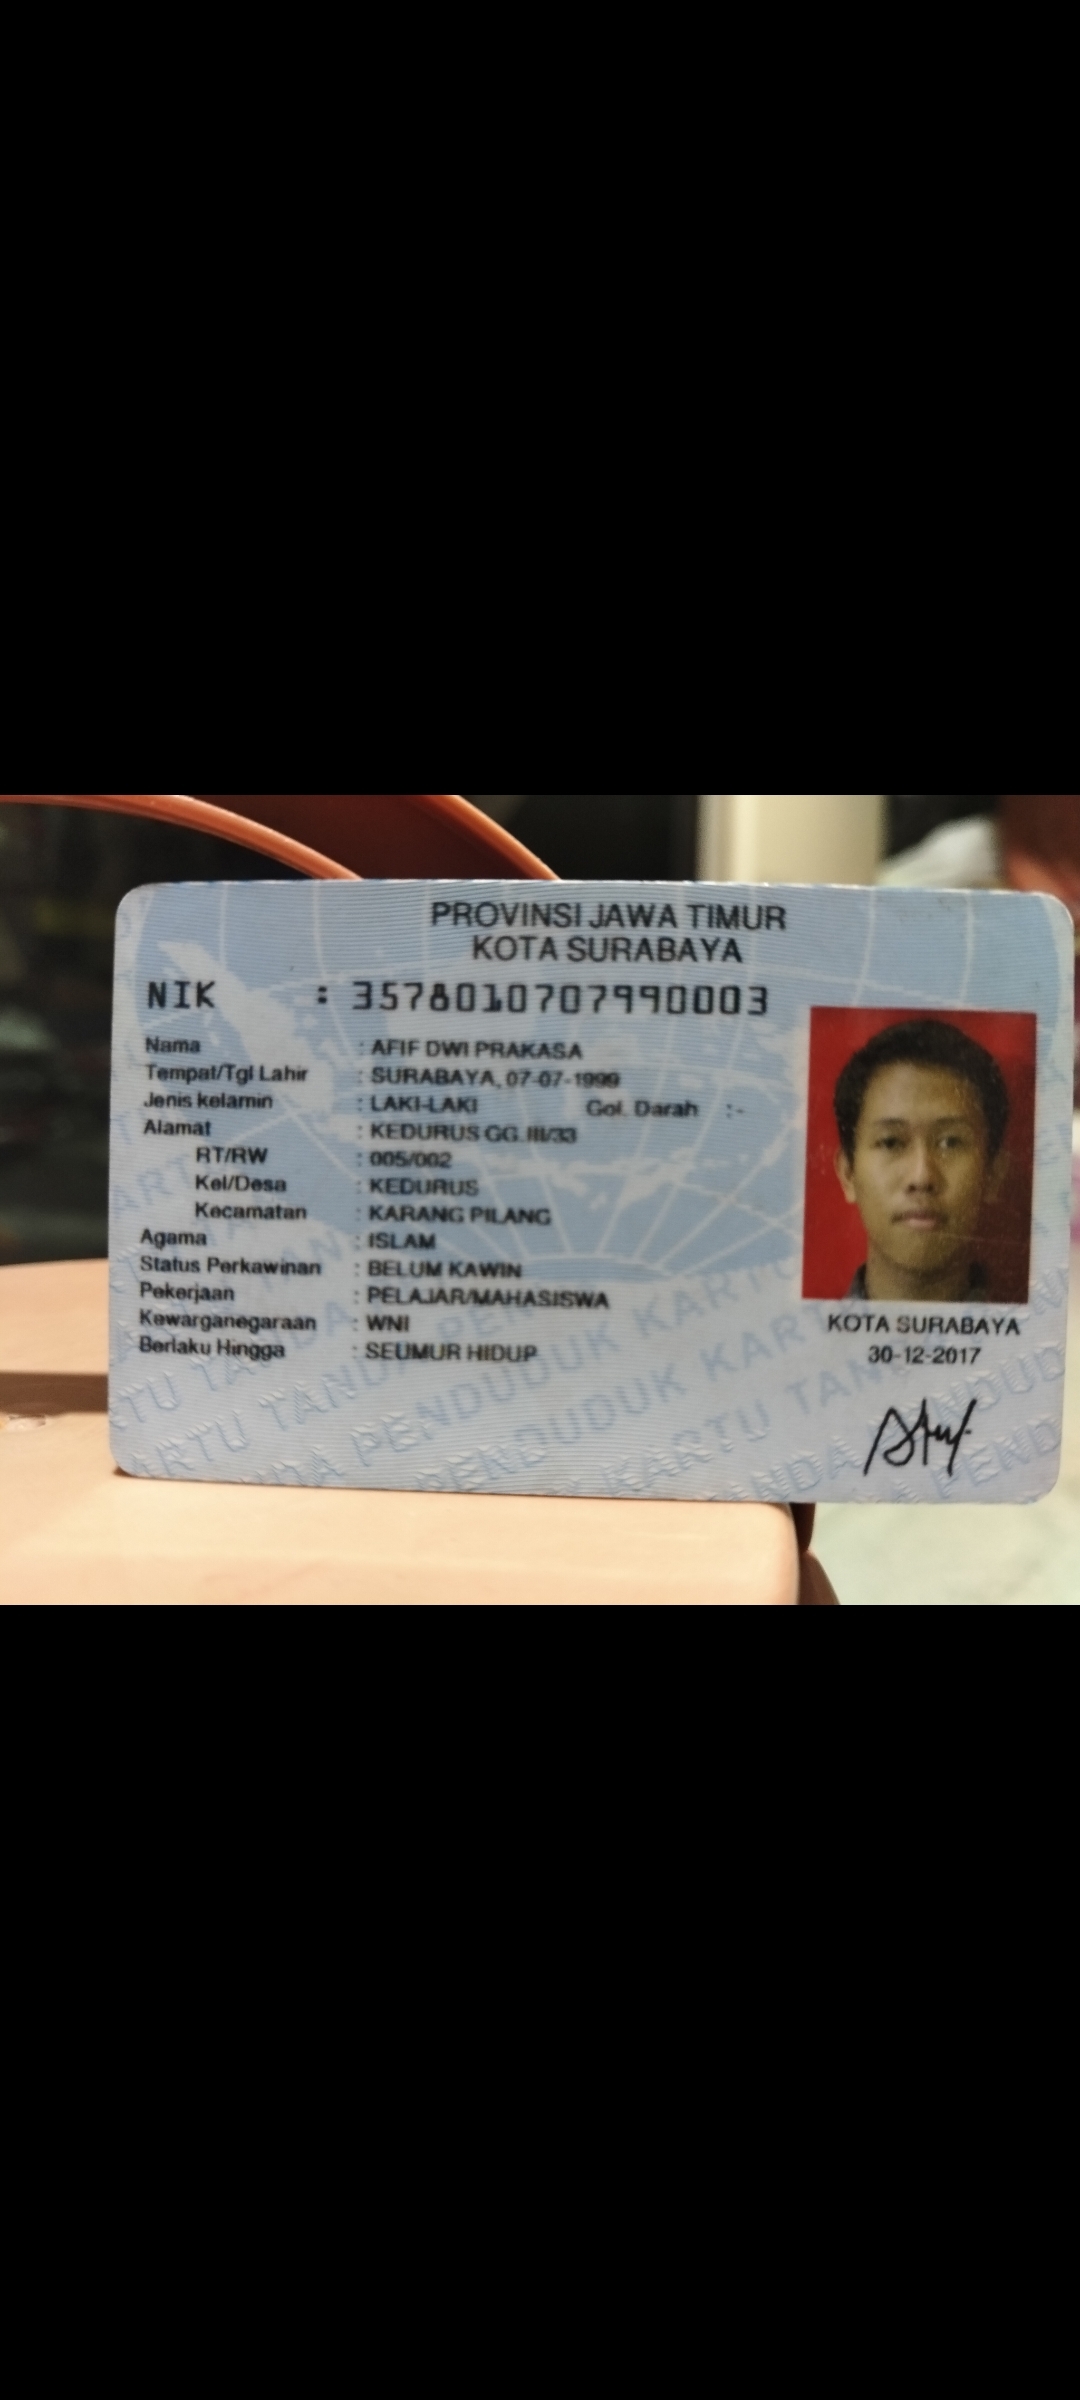 PROVINSI JAWA TIMUR
KOTA SURABAYA
NIK : 3578010707990003
Nama : AFIF DWI PRAKASA
Tempat/Tgl Lahir : SURABAYA, 07-07-1999
Jenis kelamin : LAKI-LAKI Gol. Darah : -
Alamat : KEDURUS GG. III/33
RT/RW : 005/002
Kel/Desa : KEDURUS
Kecamatan : KARANG PILANG
Agama : ISLAM
Status Perkawinan : BELUM KAWIN
Pekerjaan : PELAJAR/MAHASISWA
Kewarganegaraan : WNI
Berlaku Hingga : SEUMUR HIDUP
KOTA SURABAYA
30-12-2017